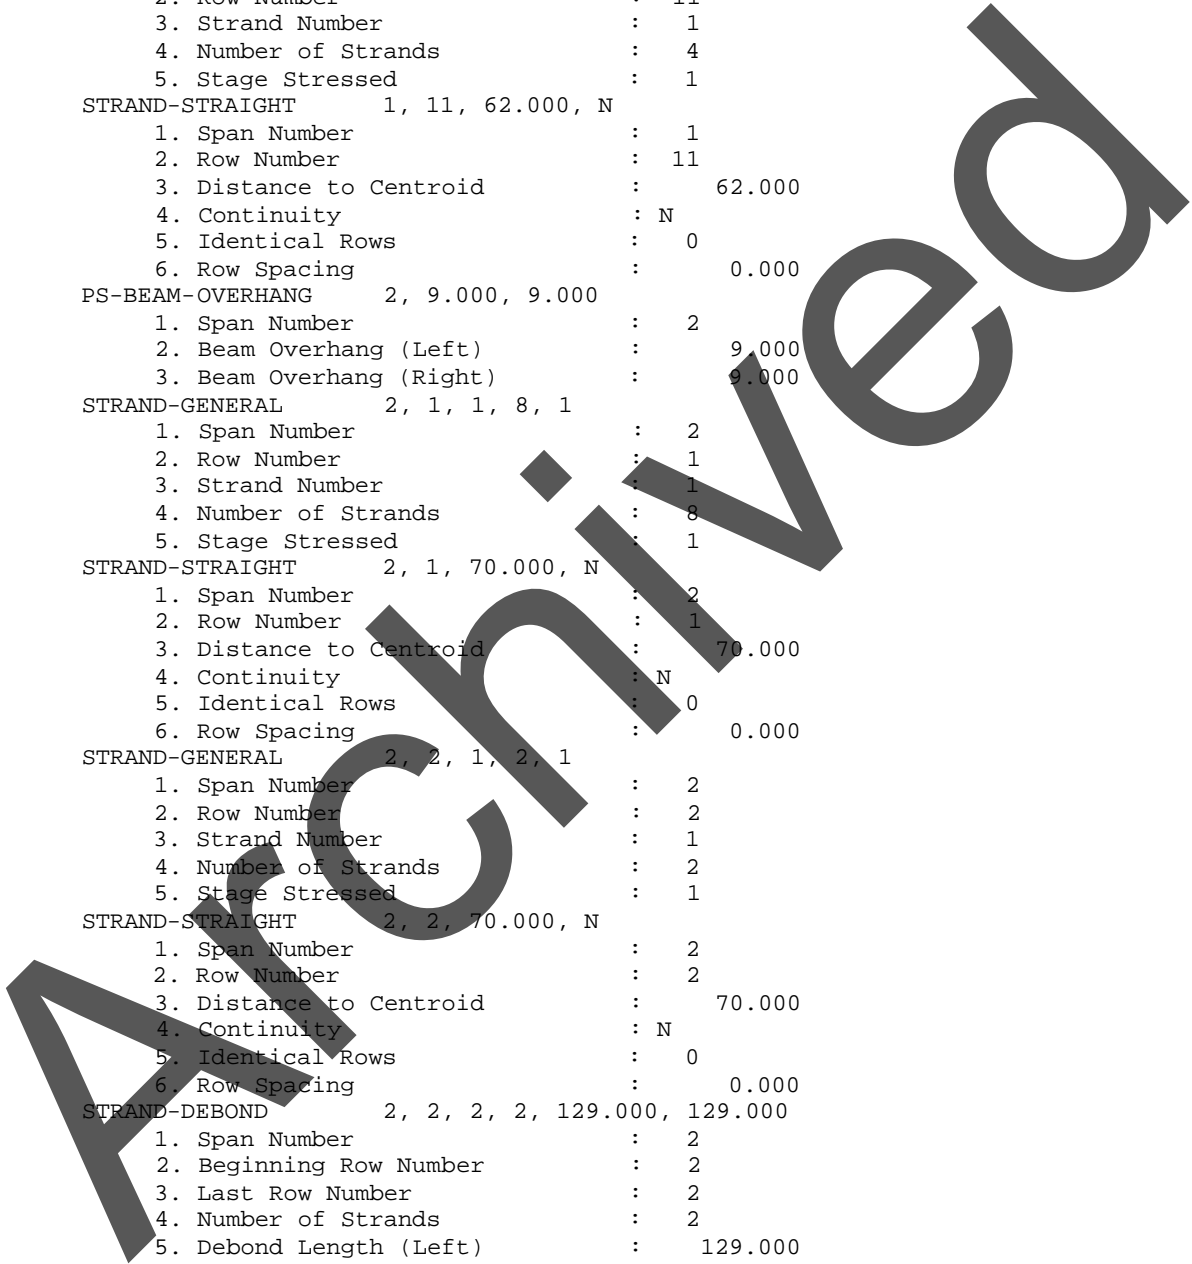 2. Row Number : 11
3. Strand Number : 1
4. Number of Strands : 4
5. Stage Stressed : 1
STRAND-STRAIGHT 1, 11, 62.000, N
1. Span Number : 1
2. Row Number : 11
3. Distance to Centroid : 62.000
4. Continuity : N
5. Identical Rows : 0
6. Row Spacing : 0.000
PS-BEAM-OVERHANG 2, 9.000, 9.000
1. Span Number : 2
2. Beam Overhang (Left) : 9.000
3. Beam Overhang (Right) : 9.000
STRAND-GENERAL 2, 1, 1, 8, 1
1. Span Number : 2
2. Row Number : 1
3. Strand Number : 1
4. Number of Strands : 8
5. Stage Stressed : 1
STRAND-STRAIGHT 2, 1, 70.000, N
1. Span Number : 2
2. Row Number : 1
3. Distance to Centroid : 70.000
4. Continuity : N
5. Identical Rows : 0
6. Row Spacing : 0.000
STRAND-GENERAL 2, 2, 1, 2, 1
1. Span Number : 2
2. Row Number : 2
3. Strand Number : 1
4. Number of Strands : 2
5. Stage Stressed : 1
STRAND-STRAIGHT 2, 2, 70.000, N
1. Span Number : 2
2. Row Number : 2
3. Distance to Centroid : 70.000
4. Continuity : N
5. Identical Rows : 0
6. Row Spacing : 0.000
STRAND-DEBOND 2, 2, 2, 2, 129.000, 129.000
1. Span Number : 2
2. Beginning Row Number : 2
3. Last Row Number : 2
4. Number of Strands : 2
5. Debond Length (Left) : 129.000
Archived